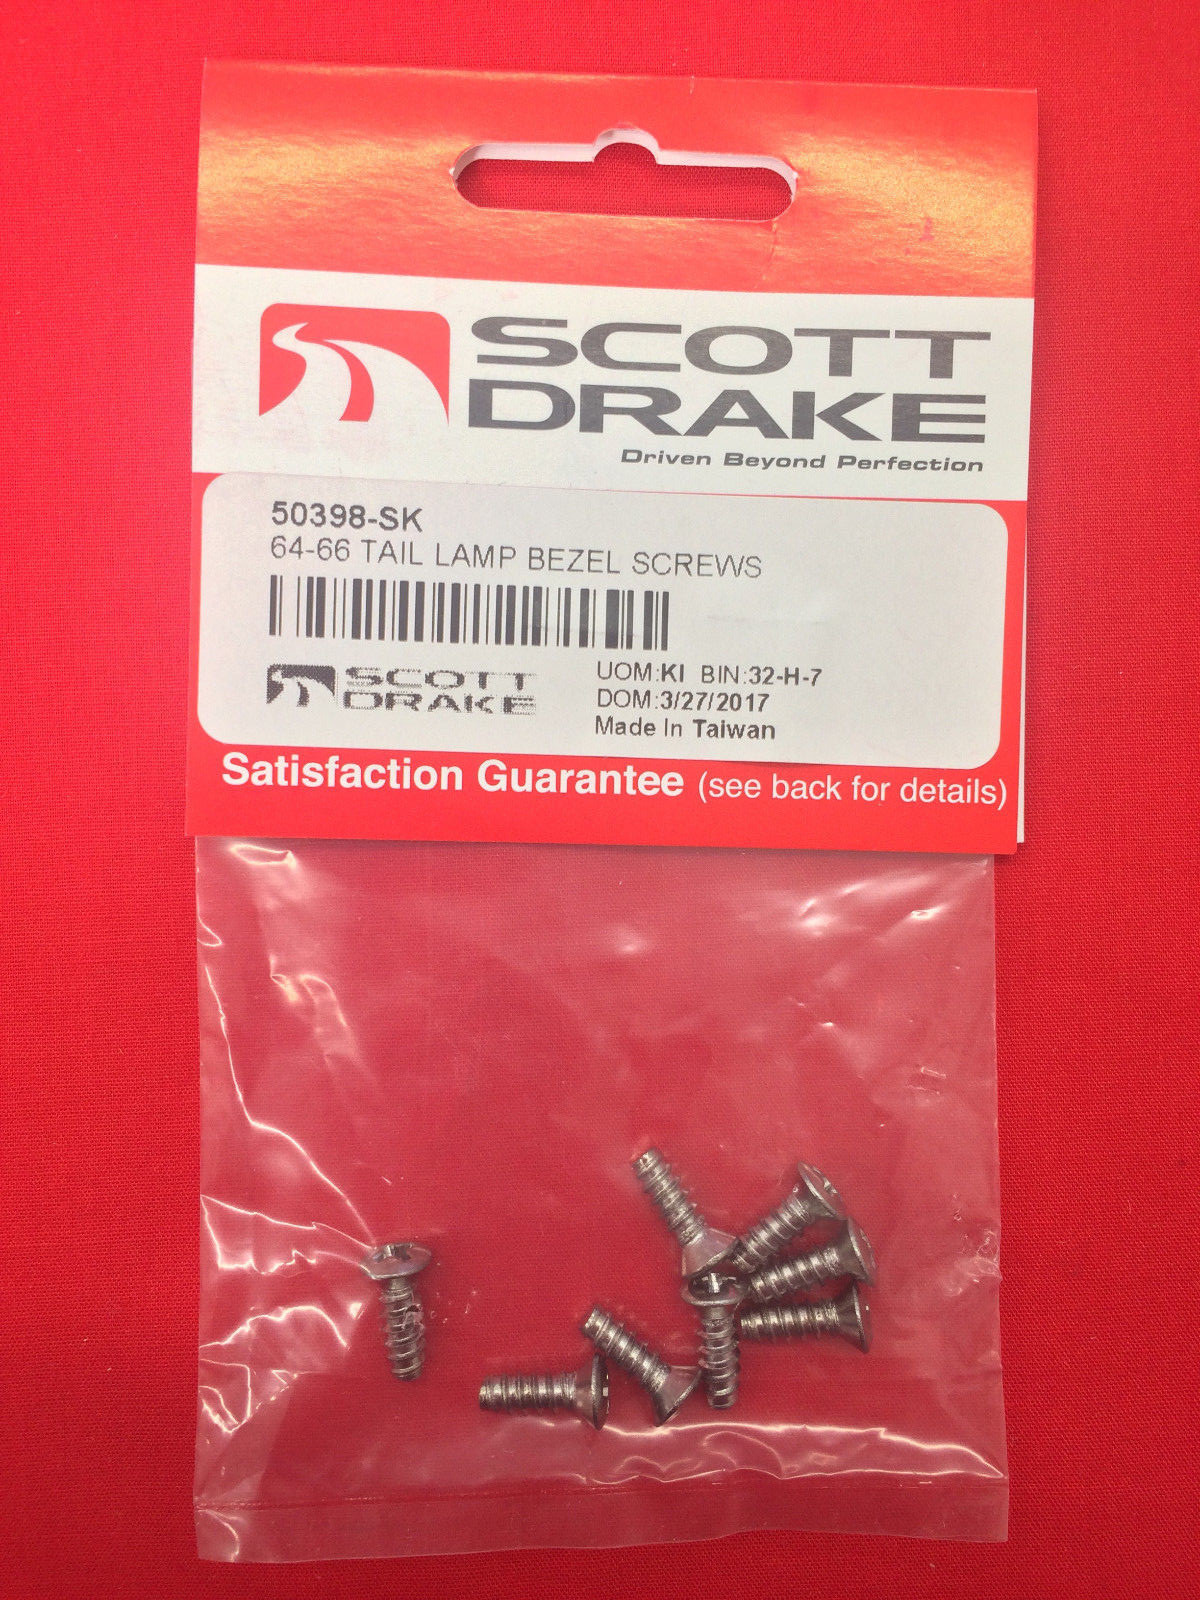 SCOTT
DRAKE
Driven Beyond Perfection
50398-SK
64-66 TAIL LAMP BEZEL SCREWS
SCOTT
DRAKE
UOM:KI BIN:32-H-7
DOM:3/27/2017
Made In Taiwan
Satisfaction Guarantee (see back for details)